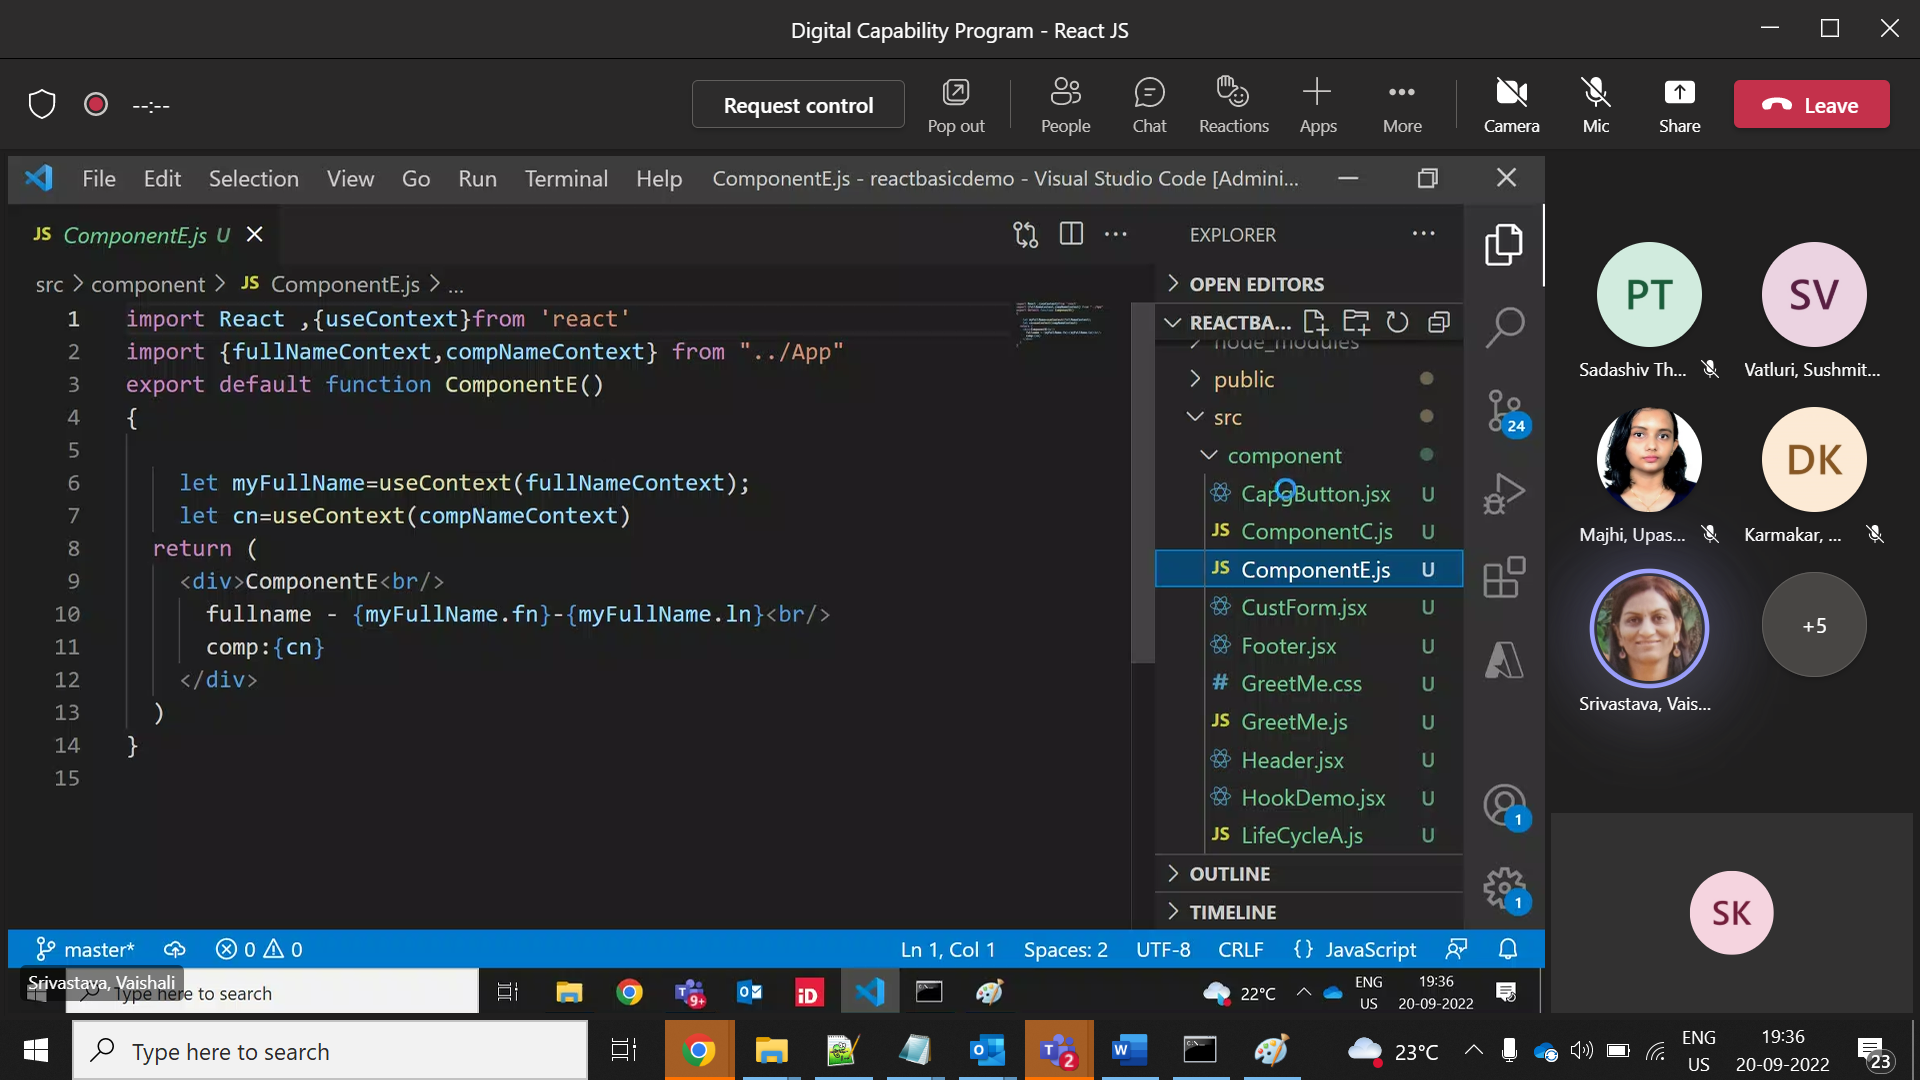 Digital Capability Program - React JS
--:--
Request control
Pop out
People
Chat
Reactions
Apps
More
Camera
Mic
Share
Leave
File Edit Selection View Go Run Terminal Help ComponentE.js - reactbasicdemo - Visual Studio Code [Admini...
JS ComponentE.js U
src > component > JS ComponentE.js > ...
1 import React ,{useContext}from 'react'
2 import {fullNameContext,compNameContext} from "../App"
3 export default function ComponentE()
4 {
5
6 let myFullName=useContext(fullNameContext);
7 let cn=useContext(compNameContext)
8 return (
9 <div>ComponentE<br/>
10 fullname - {myFullName.fn}-{myFullName.ln}<br/>
11 comp:{cn}
12 </div>
13 )
14 }
15
EXPLORER
OPEN EDITORS
REACTBA...
node_modules
public
src
component
CapgButton.jsx U
JS ComponentC.js U
JS ComponentE.js U
CustForm.jsx U
Footer.jsx U
# GreetMe.css U
JS GreetMe.js U
Header.jsx U
HookDemo.jsx U
JS LifeCycleA.js U
OUTLINE
TIMELINE
24
1
1
PT
Sadashiv Th...
SV
Vatluri, Sushmit...
Majhi, Upas...
DK
Karmakar, ...
Srivastava, Vais...
+5
SK
master* 0 0 Ln 1, Col 1 Spaces: 2 UTF-8 CRLF {} JavaScript
Srivastava, Vaishali
Type here to search
9+
iD
22°C
ENG
US
19:36
20-09-2022
Type here to search
2
23°C
ENG
US
19:36
20-09-2022
23